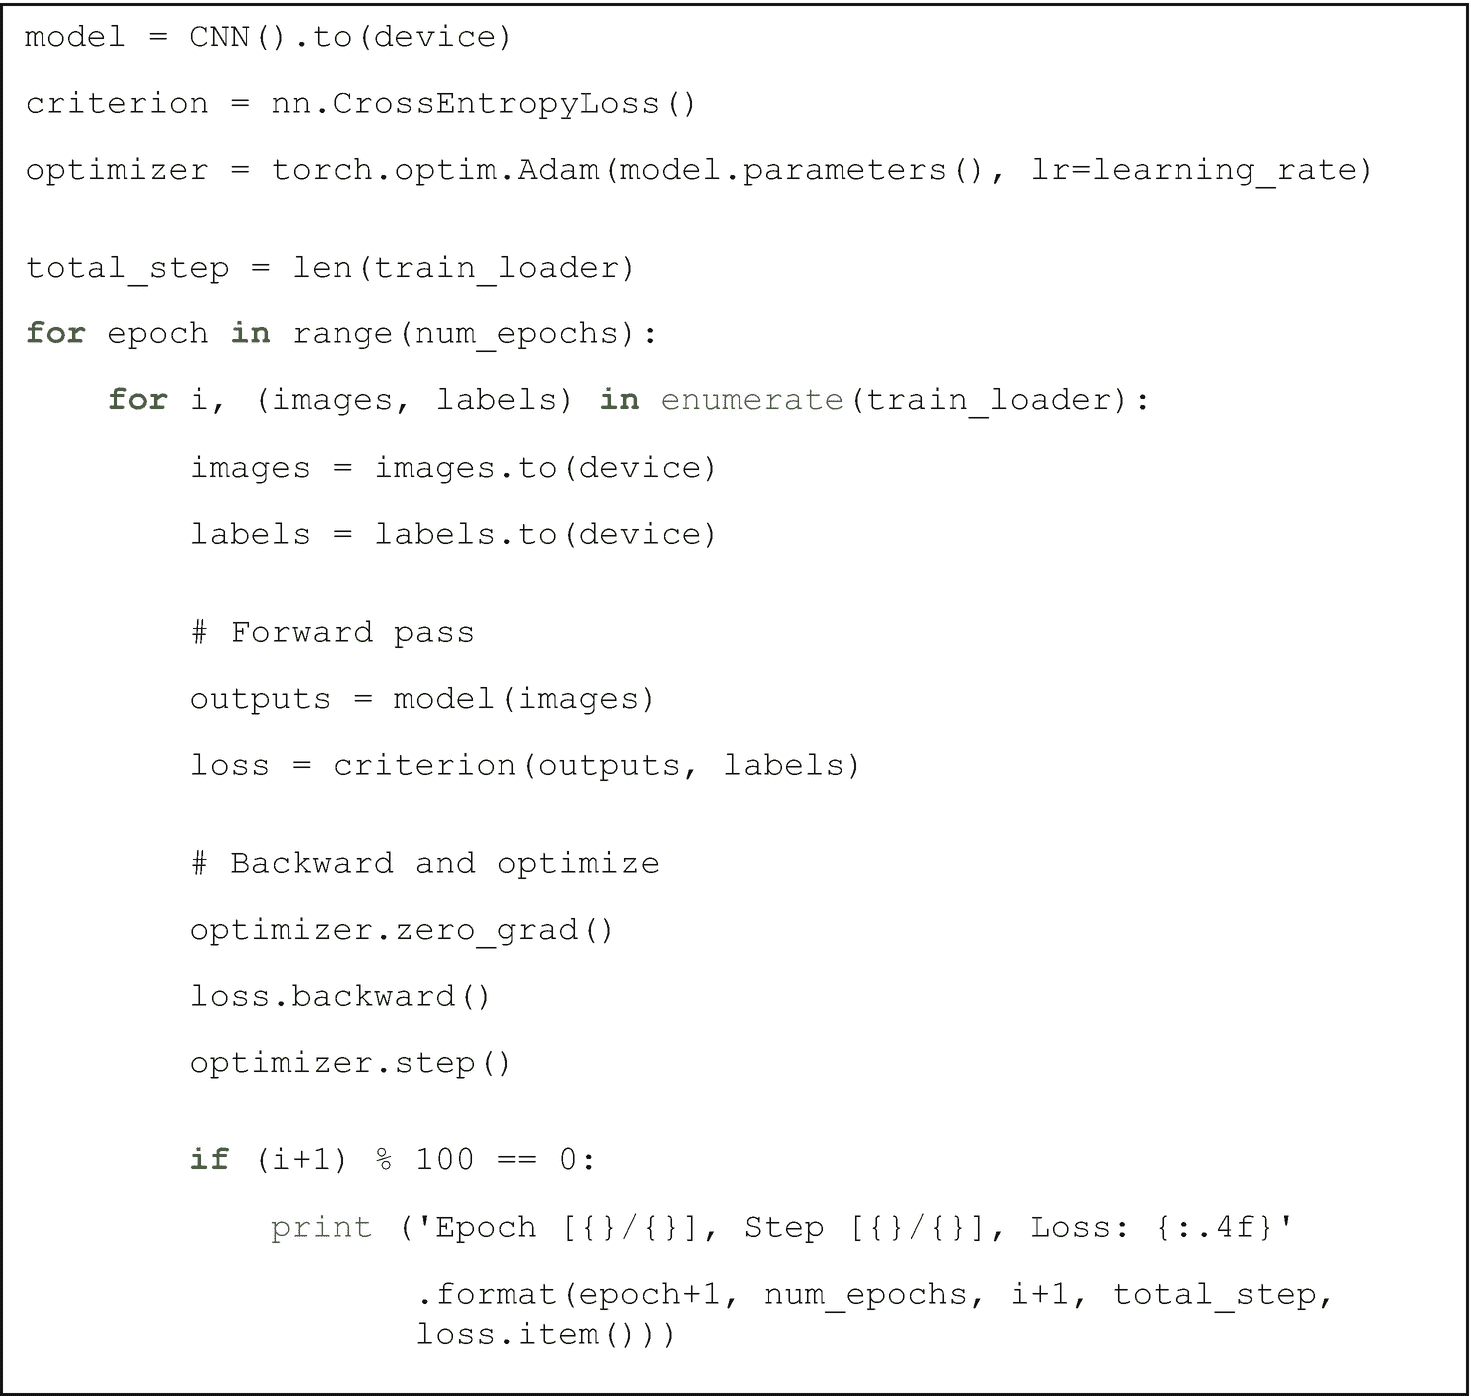 model = CNN().to(device)
criterion = nn.CrossEntropyLoss()
optimizer = torch.optim.Adam(model.parameters(), lr=learning_rate)
total_step = len(train_loader)
for epoch in range(num_epochs):
    for i, (images, labels) in enumerate(train_loader):
        images = images.to(device)
        labels = labels.to(device)
        # Forward pass
        outputs = model(images)
        loss = criterion(outputs, labels)
        # Backward and optimize
        optimizer.zero_grad()
        loss.backward()
        optimizer.step()
        if (i+1) % 100 == 0:
            print ('Epoch [{}/{}], Step [{}/{}], Loss: {:.4f}'
                   .format(epoch+1, num_epochs, i+1, total_step,
                   loss.item()))